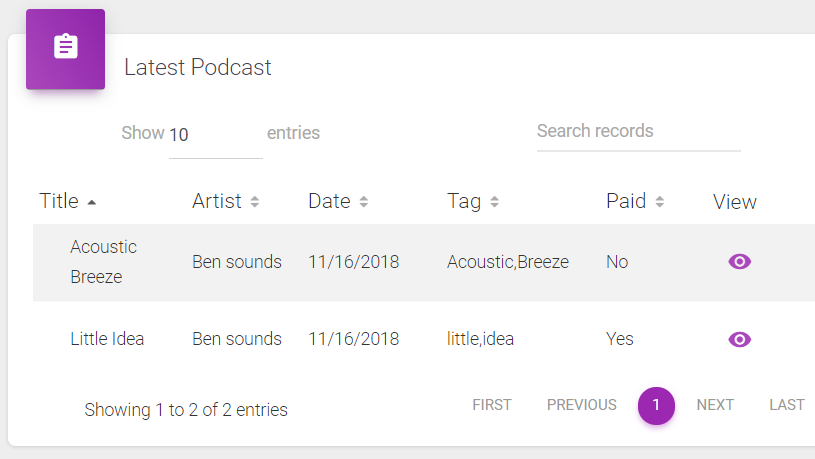 Latest Podcast
Show 10 entries
Search records
Title Artist Date Tag Paid View
Acoustic
Breeze
Ben sounds 11/16/2018 Acoustic,Breeze No
Little Idea Ben sounds 11/16/2018 little,idea Yes
Showing 1 to 2 of 2 entries
FIRST PREVIOUS 1 NEXT LAST